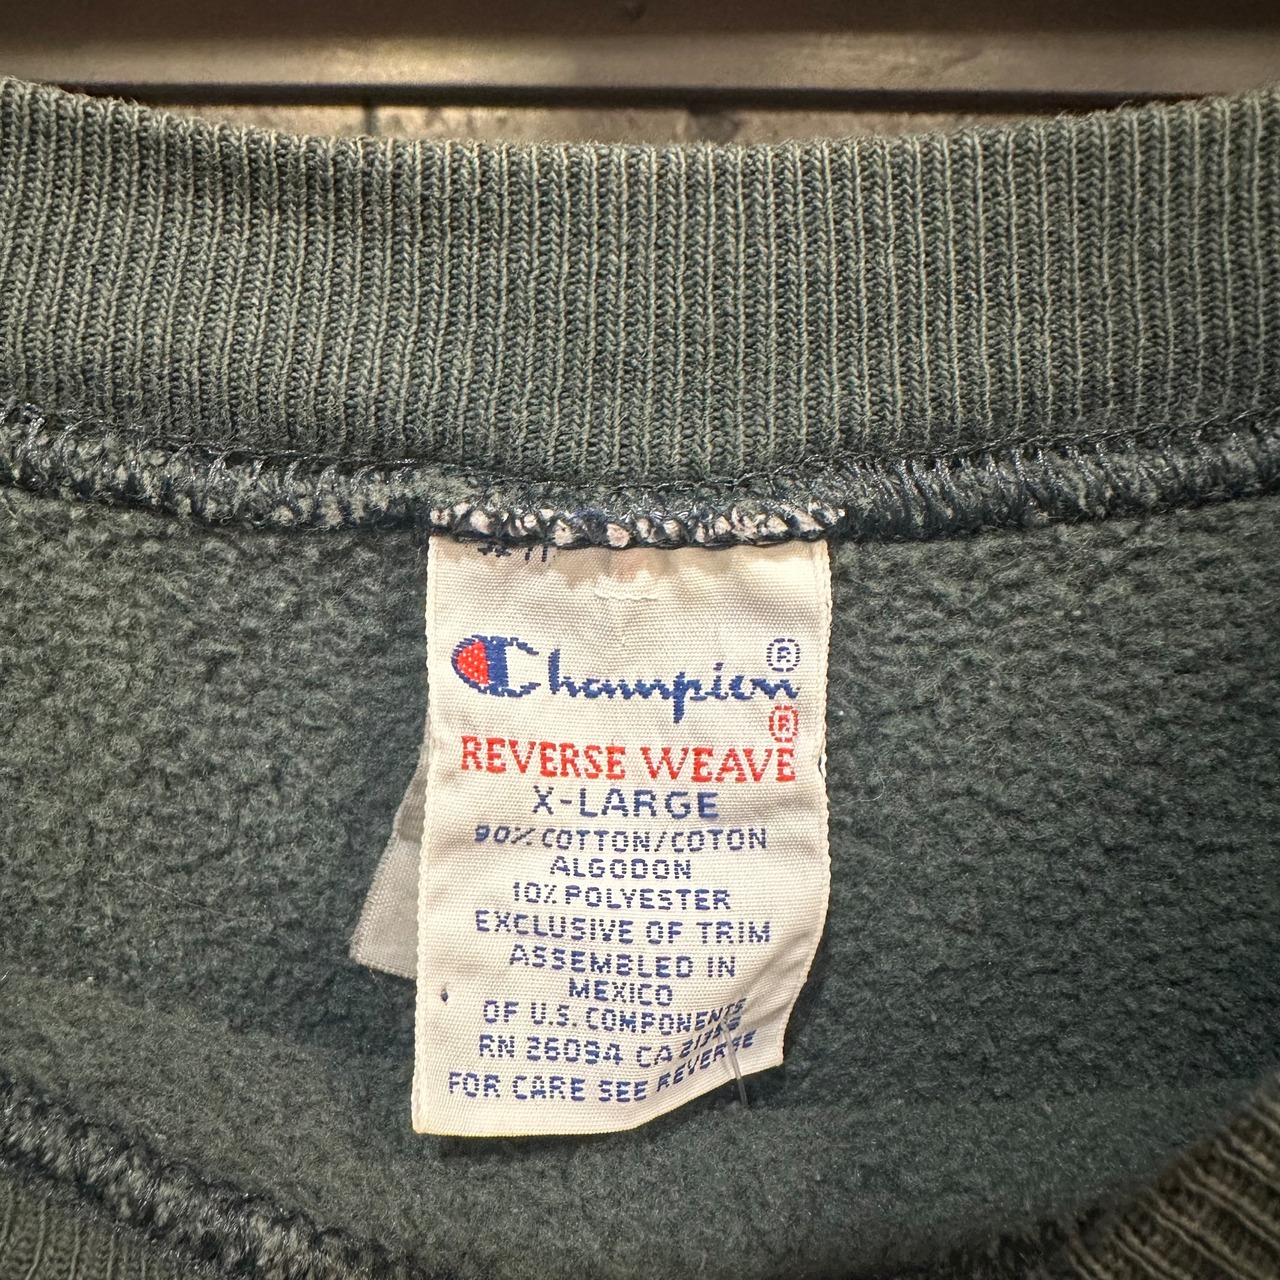 Champion ®
®
REVERSE WEAVE
X-LARGE
90% COTTON/COTON
ALGODON
10% POLYESTER
EXCLUSIVE OF TRIM
ASSEMBLED IN
MEXICO
OF U.S. COMPONENTS
RN 26094 CA
FOR CARE SEE REVERSE